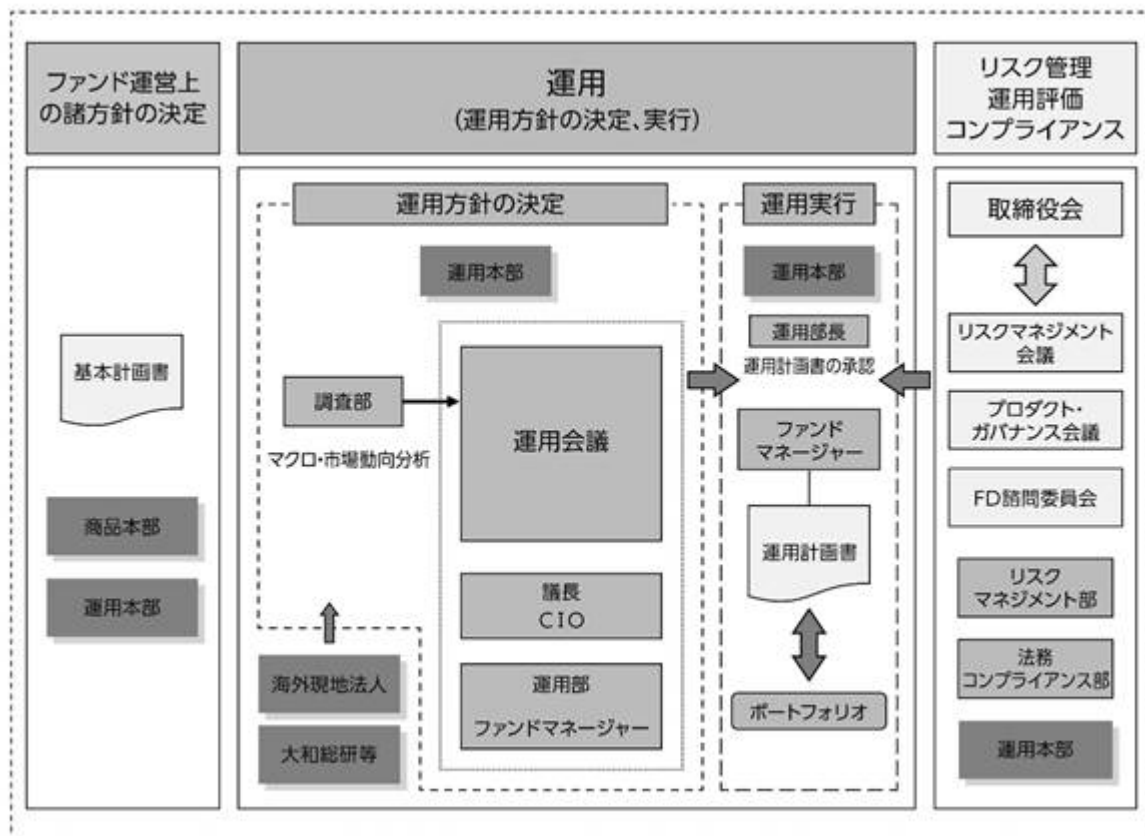 ファンド運営上
の諸方針の決定
運用
(運用方針の決定、実行)
リスク管理
運用評価
コンプライアンス
基本計画書
商品本部
運用本部
運用方針の決定
運用本部
調査部
マクロ・市場動向分析
運用会議
議長
CIO
運用部
ファンドマネージャー
海外現地法人
大和総研等
運用実行
運用本部
運用部長
運用計画書の承認
ファンド
マネージャー
運用計画書
ポートフォリオ
取締役会
リスクマネジメント
会議
プロダクト・
ガバナンス会議
FD諮問委員会
リスク
マネジメント部
法務
コンプライアンス部
運用本部